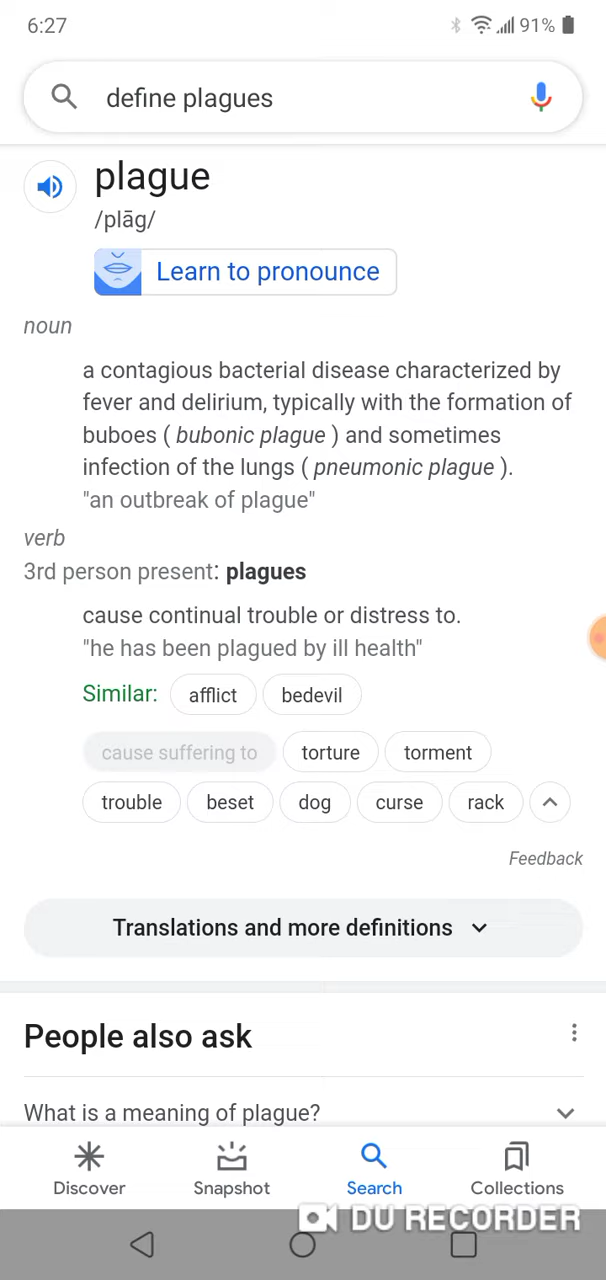 6:27
91%
define plagues
plague
/plāg/
Learn to pronounce
noun
a contagious bacterial disease characterized by
fever and delirium, typically with the formation of
buboes ( bubonic plague ) and sometimes
infection of the lungs ( pneumonic plague ).
"an outbreak of plague"
verb
3rd person present: plagues
cause continual trouble or distress to.
"he has been plagued by ill health"
Similar: afflict bedevil
cause suffering to torture torment
trouble beset dog curse rack
Feedback
Translations and more definitions
People also ask
What is a meaning of plague?
Discover Snapshot Search Collections
DU RECORDER